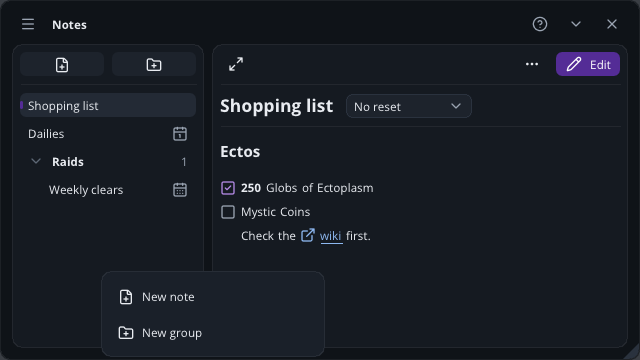 Notes
Edit
Shopping list
Dailies
Raids 1
Weekly clears
Shopping list No reset
Ectos
250 Globs of Ectoplasm
Mystic Coins
Check the wiki first.
New note
New group